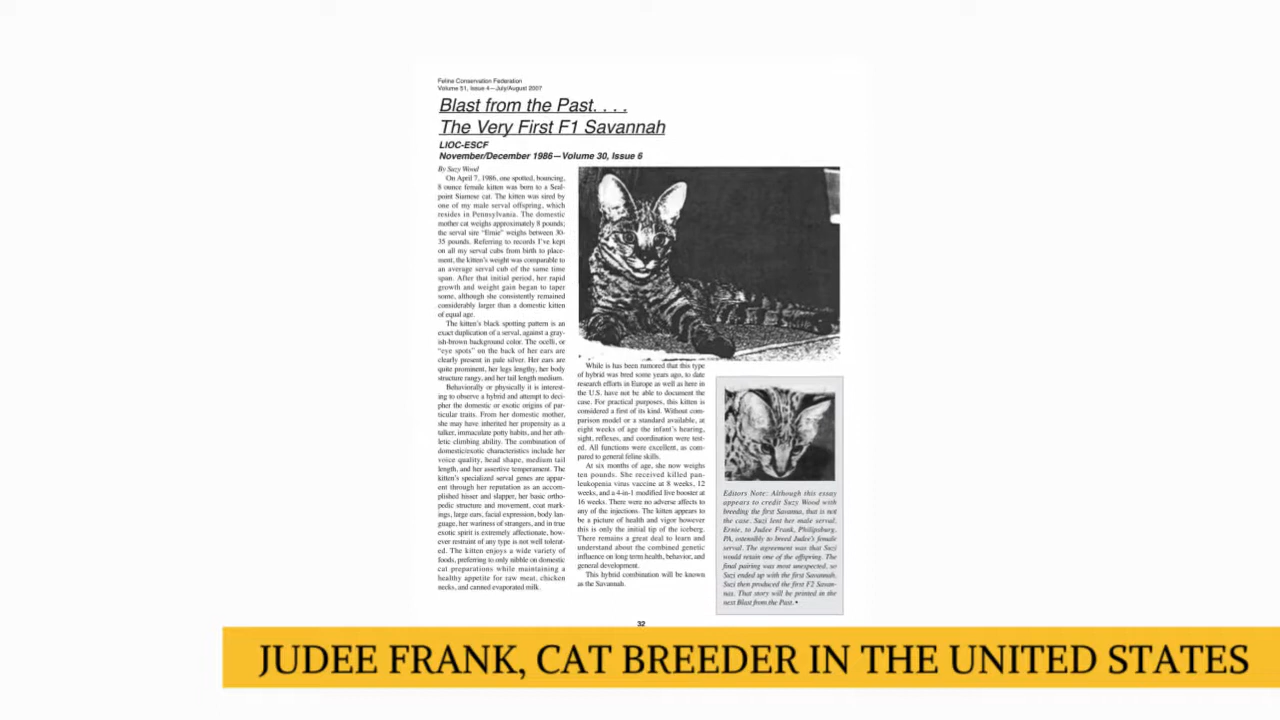 Feline Conservation Federation
Volume 51, Issue 4—July/August 2007
Blast from the Past. . . .
The Very First F1 Savannah
LIOC-ESCF
November/December 1986—Volume 30, Issue 6
By Suzy Wood
On April 7, 1986, one spotted, bouncing,
8 ounce female kitten was born to a Seal-
point Siamese cat. The kitten was sired by
one of my male serval offspring, which
resides in Pennsylvania. The domestic
mother cat weighs approximately 8 pounds;
the serval sire "Ernie" weighs between 30-
35 pounds. Referring to records I've kept
on all my serval cubs from birth to place-
ment, the kitten's weight was comparable to
an average serval cub of the same time
span. After that initial period, her rapid
growth and weight gain began to taper
some, although she consistently remained
considerably larger than a domestic kitten
of equal age.
The kitten's black spotting pattern is an
exact duplication of a serval, against a gray-
ish-brown background color. The ocelli, or
"eye spots" on the back of her ears are
clearly present in pale silver. Her ears are
quite prominent, her legs lengthy, her body
structure rangy, and her tail length medium.
Behaviorally or physically it is interest-
ing to observe a hybrid and attempt to deci-
pher the domestic or exotic origins of par-
ticular traits. From her domestic mother,
she may have inherited her propensity as a
talker, immaculate potty habits, and her ath-
letic climbing ability. The combination of
domestic/exotic characteristics include her
voice quality, head shape, medium tail
length, and her assertive temperament. The
kitten's specialized serval genes are appar-
ent through her reputation as an accom-
plished hisser and slapper, her basic ortho-
pedic structure and movement, coat mark-
ings, large ears, facial expression, body lan-
guage, her wariness of strangers, and in true
exotic spirit is extremely affectionate, how-
ever restraint of any type is not well tolerat-
ed. The kitten enjoys a wide variety of
foods, preferring to only nibble on domestic
cat preparations while maintaining a
healthy appetite for raw meat, chicken
necks, and canned evaporated milk.
While is has been rumored that this type
of hybrid was bred some years ago, to date
research efforts in Europe as well as here in
the U.S. have not be able to document the
case. For practical purposes, this kitten is
considered a first of its kind. Without com-
parison model or a standard available, at
eight weeks of age the infant's hearing,
sight, reflexes, and coordination were test-
ed. All functions were excellent, as com-
pared to general feline skills.
At six months of age, she now weighs
ten pounds. She received killed pan-
leukopenia virus vaccine at 8 weeks, 12
weeks, and a 4-in-1 modified live booster at
16 weeks. There were no adverse affects to
any of the injections. The kitten appears to
be a picture of health and vigor however
this is only the initial tip of the iceberg.
There remains a great deal to learn and
understand about the combined genetic
influence on long term health, behavior, and
general development.
This hybrid combination will be known
as the Savannah.
Editors Note: Although this essay
appears to credit Suzy Wood with
breeding the first Savanna, that is not
the case. Suzi lent her male serval,
Ernie, to Judee Frank, Philipsburg,
PA, ostensibly to breed Judee's female
serval. The agreement was that Suzi
would retain one of the offspring. The
final pairing was most unexpected, so
Suzi ended up with the first Savannah.
Suzi then produced the first F2 Savan-
nas. That story will be printed in the
next Blast from the Past. •
32
JUDEE FRANK, CAT BREEDER IN THE UNITED STATES